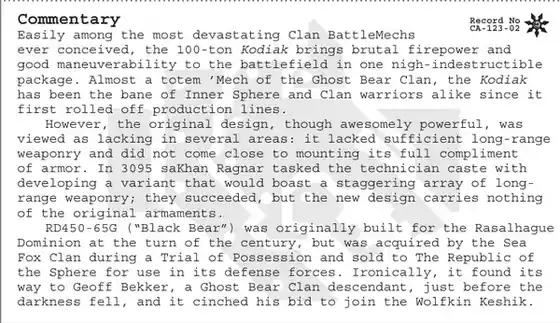 Commentary
Record No
CA-123-02
Easily among the most devastating Clan BattleMechs
ever conceived, the 100-ton Kodiak brings brutal firepower and
good maneuverability to the battlefield in one nigh-indestructible
package. Almost a totem 'Mech of the Ghost Bear Clan, the Kodiak
has been the bane of Inner Sphere and Clan warriors alike since it
first rolled off production lines.
However, the original design, though awesomely powerful, was
viewed as lacking in several areas: it lacked sufficient long-range
weaponry and did not come close to mounting its full compliment
of armor. In 3095 saKhan Ragnar tasked the technician caste with
developing a variant that would boast a staggering array of long-
range weaponry; they succeeded, but the new design carries nothing
of the original armaments.
RD450-65G ("Black Bear") was originally built for the Rasalhague
Dominion at the turn of the century, but was acquired by the Sea
Fox Clan during a Trial of Possession and sold to The Republic of
the Sphere for use in its defense forces. Ironically, it found its
way to Geoff Bekker, a Ghost Bear Clan descendant, just before the
darkness fell, and it cinched his bid to join the Wolfkin Keshik.